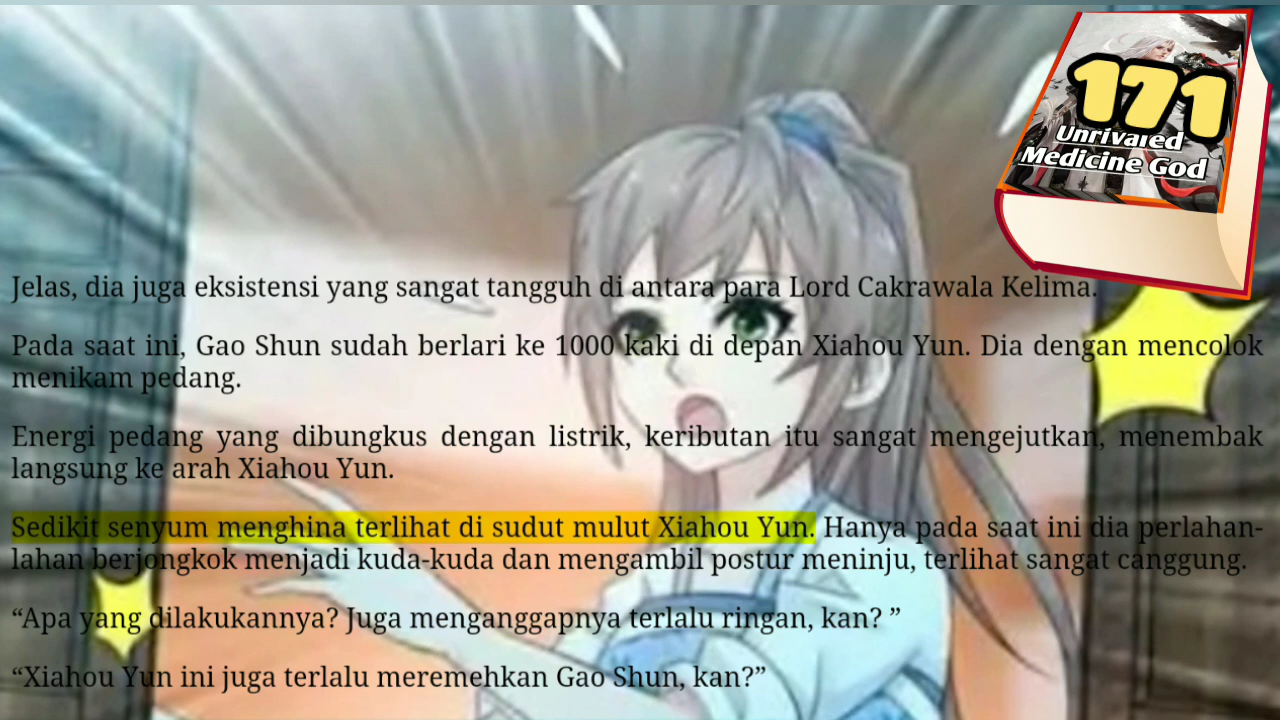 171
Unrivaled
Medicine God
Jelas, dia juga eksistensi yang sangat tangguh di antara para Lord Cakrawala Kelima.
Pada saat ini, Gao Shun sudah berlari ke 1000 kaki di depan Xiahou Yun. Dia dengan mencolok
menikam pedang.
Energi pedang yang dibungkus dengan listrik, keributan itu sangat mengejutkan, menembak
langsung ke arah Xiahou Yun.
Sedikit senyum menghina terlihat di sudut mulut Xiahou Yun. Hanya pada saat ini dia perlahan-
lahan berjongkok menjadi kuda-kuda dan mengambil postur meninju, terlihat sangat canggung.
“Apa yang dilakukannya? Juga menganggapnya terlalu ringan, kan? ”
“Xiahou Yun ini juga terlalu meremehkan Gao Shun, kan?”